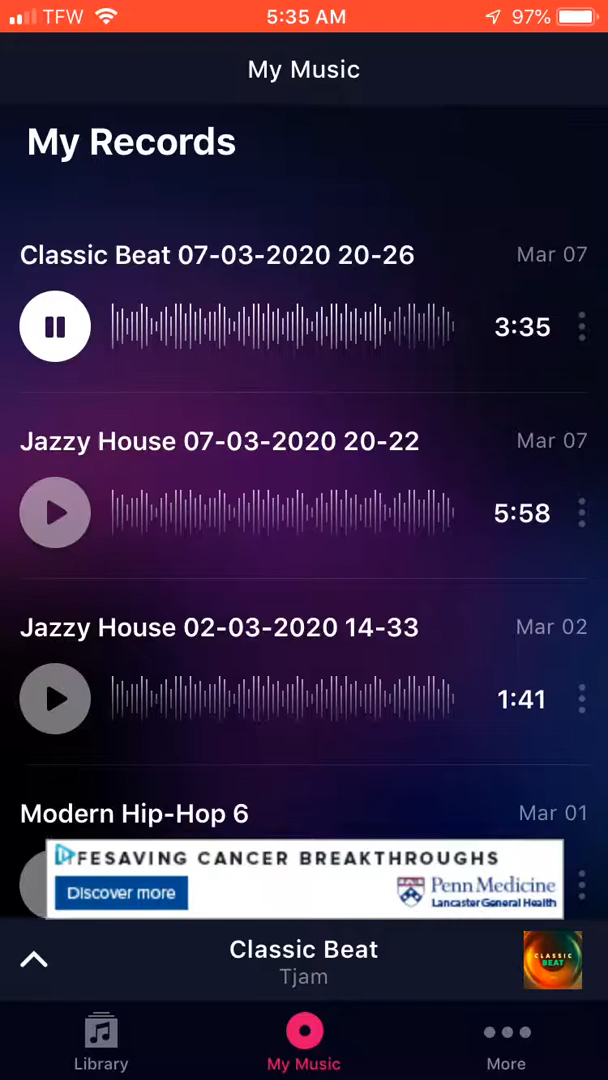 TFW 5:35 AM 97%
My Music
My Records
Classic Beat 07-03-2020 20-26 Mar 07
3:35
Jazzy House 07-03-2020 20-22 Mar 07
5:58
Jazzy House 02-03-2020 14-33 Mar 02
1:41
Modern Hip-Hop 6 Mar 01
FESAVING CANCER BREAKTHROUGHS
Discover more
Penn Medicine
Lancaster General Health
Classic Beat
Tjam
CLASSIC
BEAT
Library My Music More